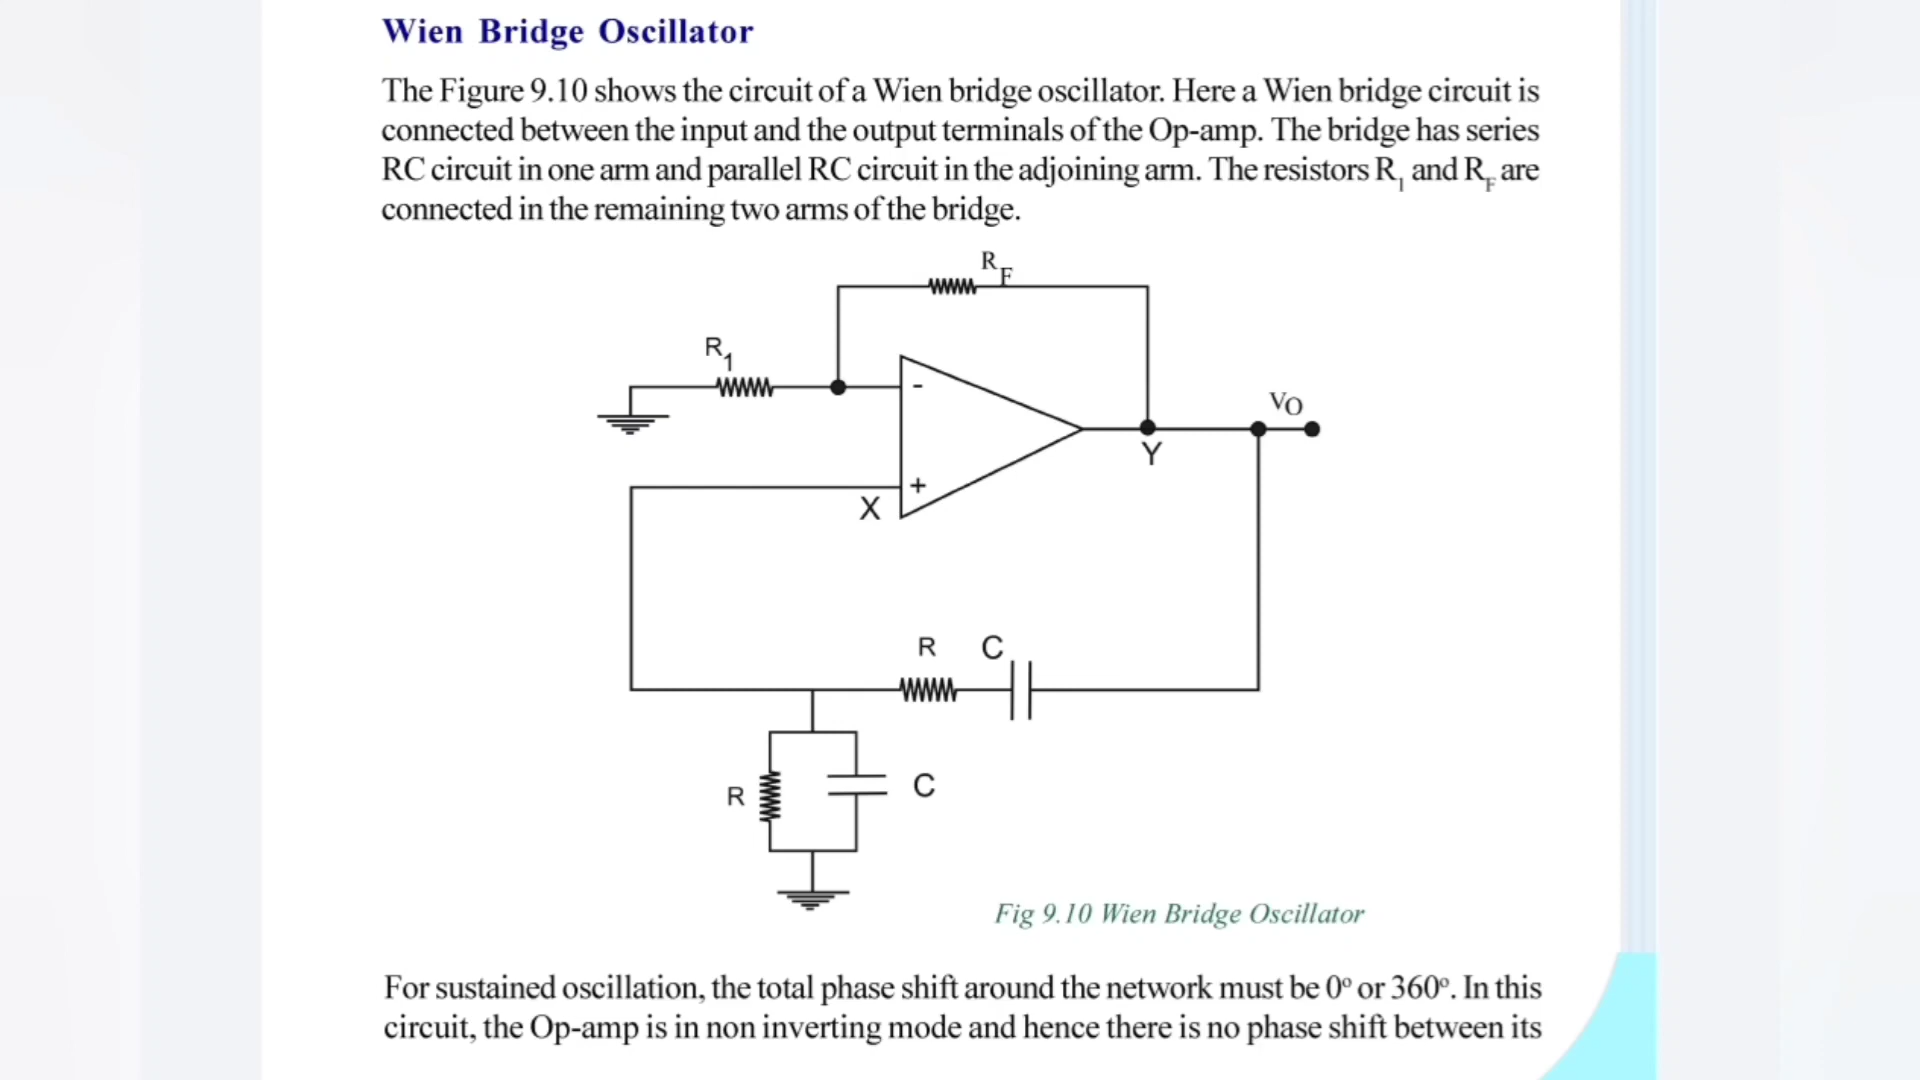 Wien Bridge Oscillator
The Figure 9.10 shows the circuit of a Wien bridge oscillator. Here a Wien bridge circuit is
connected between the input and the output terminals of the Op-amp. The bridge has series
RC circuit in one arm and parallel RC circuit in the adjoining arm. The resistors R1 and RF are
connected in the remaining two arms of the bridge.
RF
R1
-
VO
Y
+
X
R C
R
C
Fig 9.10 Wien Bridge Oscillator
For sustained oscillation, the total phase shift around the network must be 0º or 360º. In this
circuit, the Op-amp is in non inverting mode and hence there is no phase shift between its